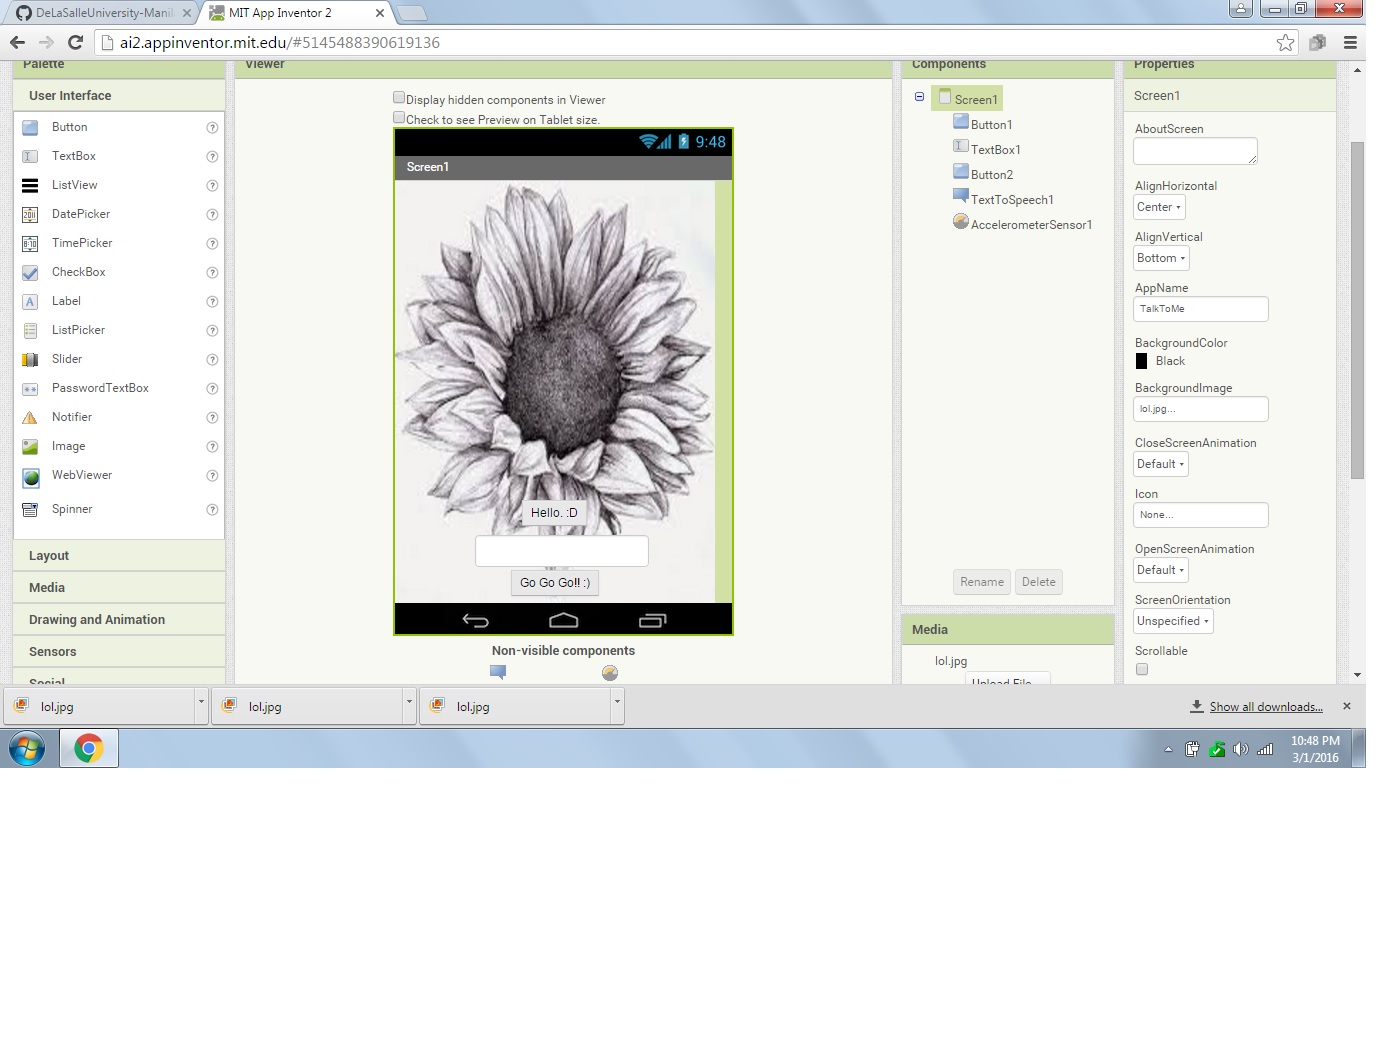 DeLaSalleUniversity-Manil
MIT App Inventor 2
ai2.appinventor.mit.edu/#5145488390619136
Palette
User Interface
Button
TextBox
ListView
DatePicker
TimePicker
CheckBox
Label
ListPicker
Slider
PasswordTextBox
Notifier
Image
WebViewer
Spinner
Layout
Media
Drawing and Animation
Sensors
Social
Viewer
Display hidden components in Viewer
Check to see Preview on Tablet size.
9:48
Screen1
Hello. :D
Go Go Go!! :)
Non-visible components
Components
Screen1
Button1
TextBox1
Button2
TextToSpeech1
AccelerometerSensor1
Rename Delete
Media
lol.jpg
Upload File
Properties
Screen1
AboutScreen
AlignHorizontal
Center
AlignVertical
Bottom
AppName
TalkToMe
BackgroundColor
Black
BackgroundImage
lol.jpg...
CloseScreenAnimation
Default
Icon
None...
OpenScreenAnimation
Default
ScreenOrientation
Unspecified
Scrollable
lol.jpg lol.jpg lol.jpg Show all downloads...
10:48 PM
3/1/2016